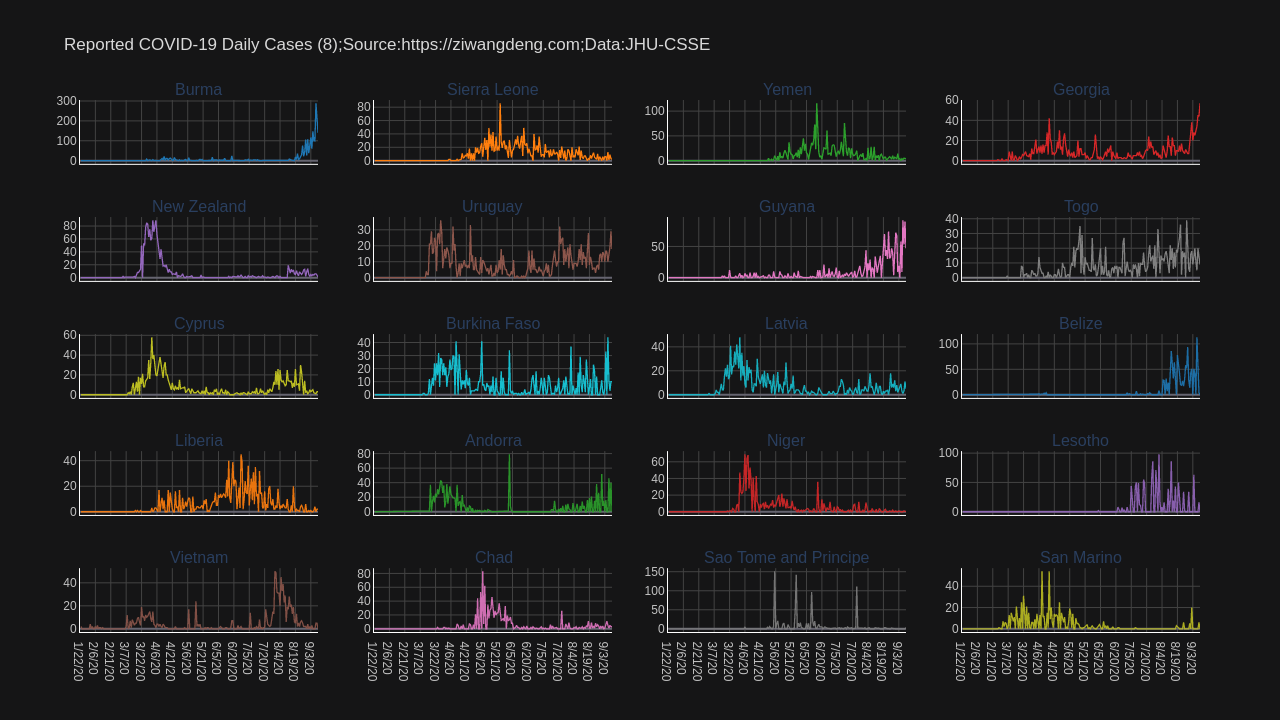 Reported COVID-19 Daily Cases (8);Source:https://ziwangdeng.com;Data:JHU-CSSE
Burma Sierra Leone Yemen Georgia
300 200 100 0
80 60 40 20 0
100 50 0
60 40 20 0
New Zealand Uruguay Guyana Togo
80 60 40 20 0
30 20 10 0
50 0
40 30 20 10 0
Cyprus Burkina Faso Latvia Belize
60 40 20 0
40 30 20 10 0
40 20 0
100 50 0
Liberia Andorra Niger Lesotho
40 20 0
80 60 40 20 0
60 40 20 0
100 50 0
Vietnam Chad Sao Tome and Principe San Marino
40 20 0
80 60 40 20 0
150 100 50 0
40 20 0
1/22/20 2/6/20 2/21/20 3/7/20 3/22/20 4/6/20 4/21/20 5/6/20 5/21/20 6/5/20 6/20/20 7/5/20 7/20/20 8/4/20 8/19/20 9/3/20
1/22/20 2/6/20 2/21/20 3/7/20 3/22/20 4/6/20 4/21/20 5/6/20 5/21/20 6/5/20 6/20/20 7/5/20 7/20/20 8/4/20 8/19/20 9/3/20
1/22/20 2/6/20 2/21/20 3/7/20 3/22/20 4/6/20 4/21/20 5/6/20 5/21/20 6/5/20 6/20/20 7/5/20 7/20/20 8/4/20 8/19/20 9/3/20
1/22/20 2/6/20 2/21/20 3/7/20 3/22/20 4/6/20 4/21/20 5/6/20 5/21/20 6/5/20 6/20/20 7/5/20 7/20/20 8/4/20 8/19/20 9/3/20